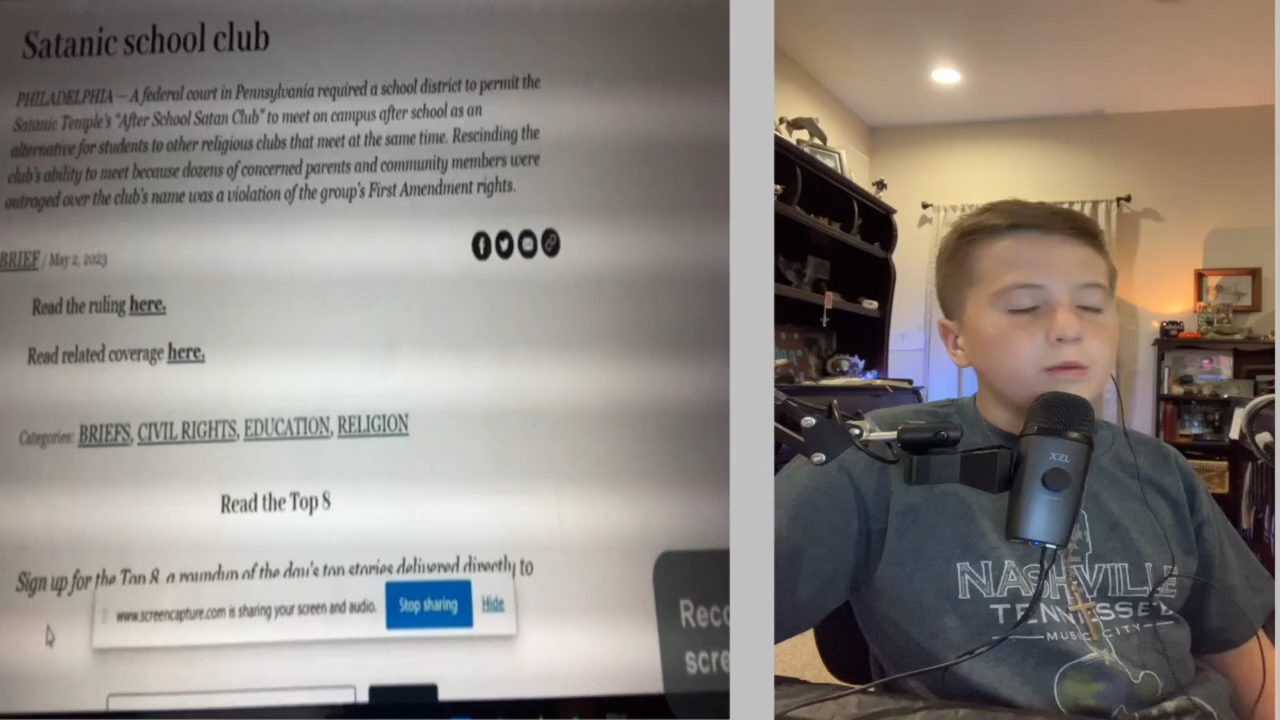 Satanic school club
PHILADELPHIA — A federal court in Pennsylvania required a school district to permit the
Satanic Temple's "After School Satan Club" to meet on campus after school as an
alternative for students to other religious clubs that meet at the same time. Rescinding the
club's ability to meet because dozens of concerned parents and community members were
outraged over the club's name was a violation of the group's First Amendment rights.
BRIEF / May 2, 2023
Read the ruling here.
Read related coverage here.
Categories: BRIEFS, CIVIL RIGHTS, EDUCATION, RELIGION
Read the Top 8
Sign up for the Top 8, a roundup of the day's top stories delivered directly to
www.screencapture.com is sharing your screen and audio.
Stop sharing
Hide
Reco
scre
XZL
NASHVILLE
TENNESSEE
MUSIC CITY